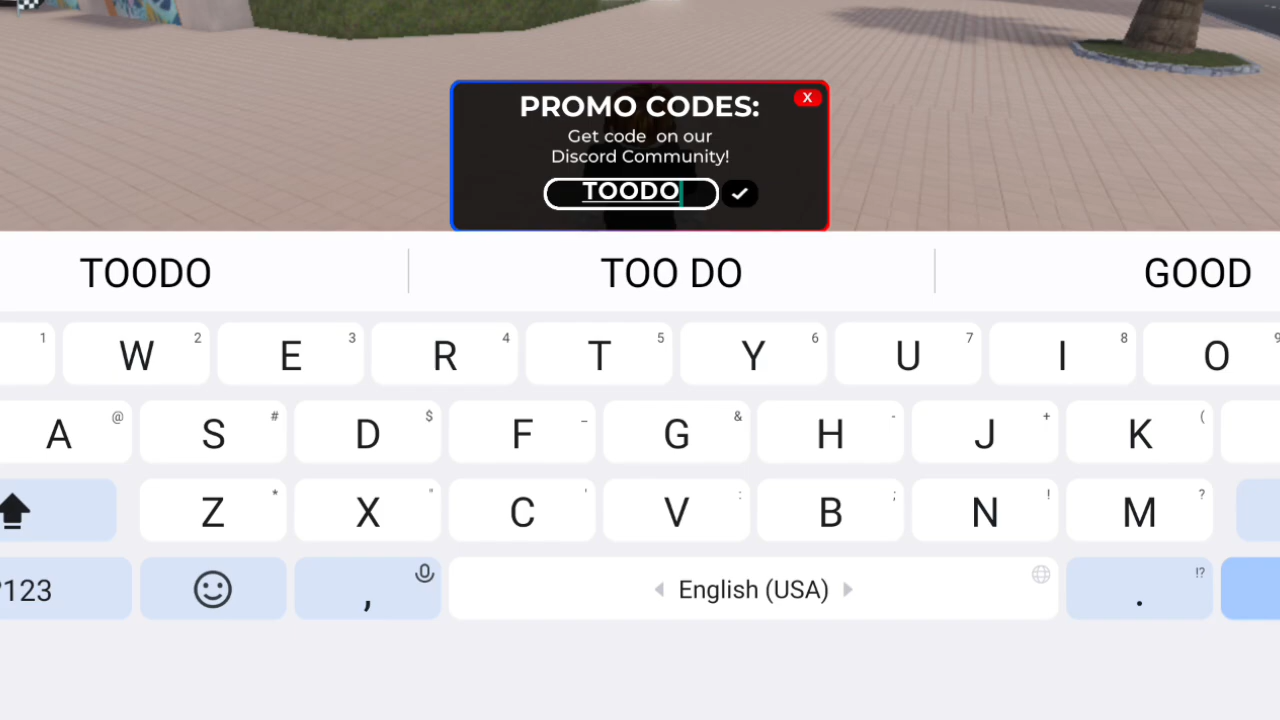 PROMO CODES:
X
Get code on our
Discord Community!
TOODO
TOODO TOO DO GOOD
1 W 2 E 3 R 4 T 5 Y 6 U 7 I 8 O 9
A @ S # D $ F _ G & H - J + K (
Z * X " C ' V : B ; N ! M ?
?123 , English (USA) . !?